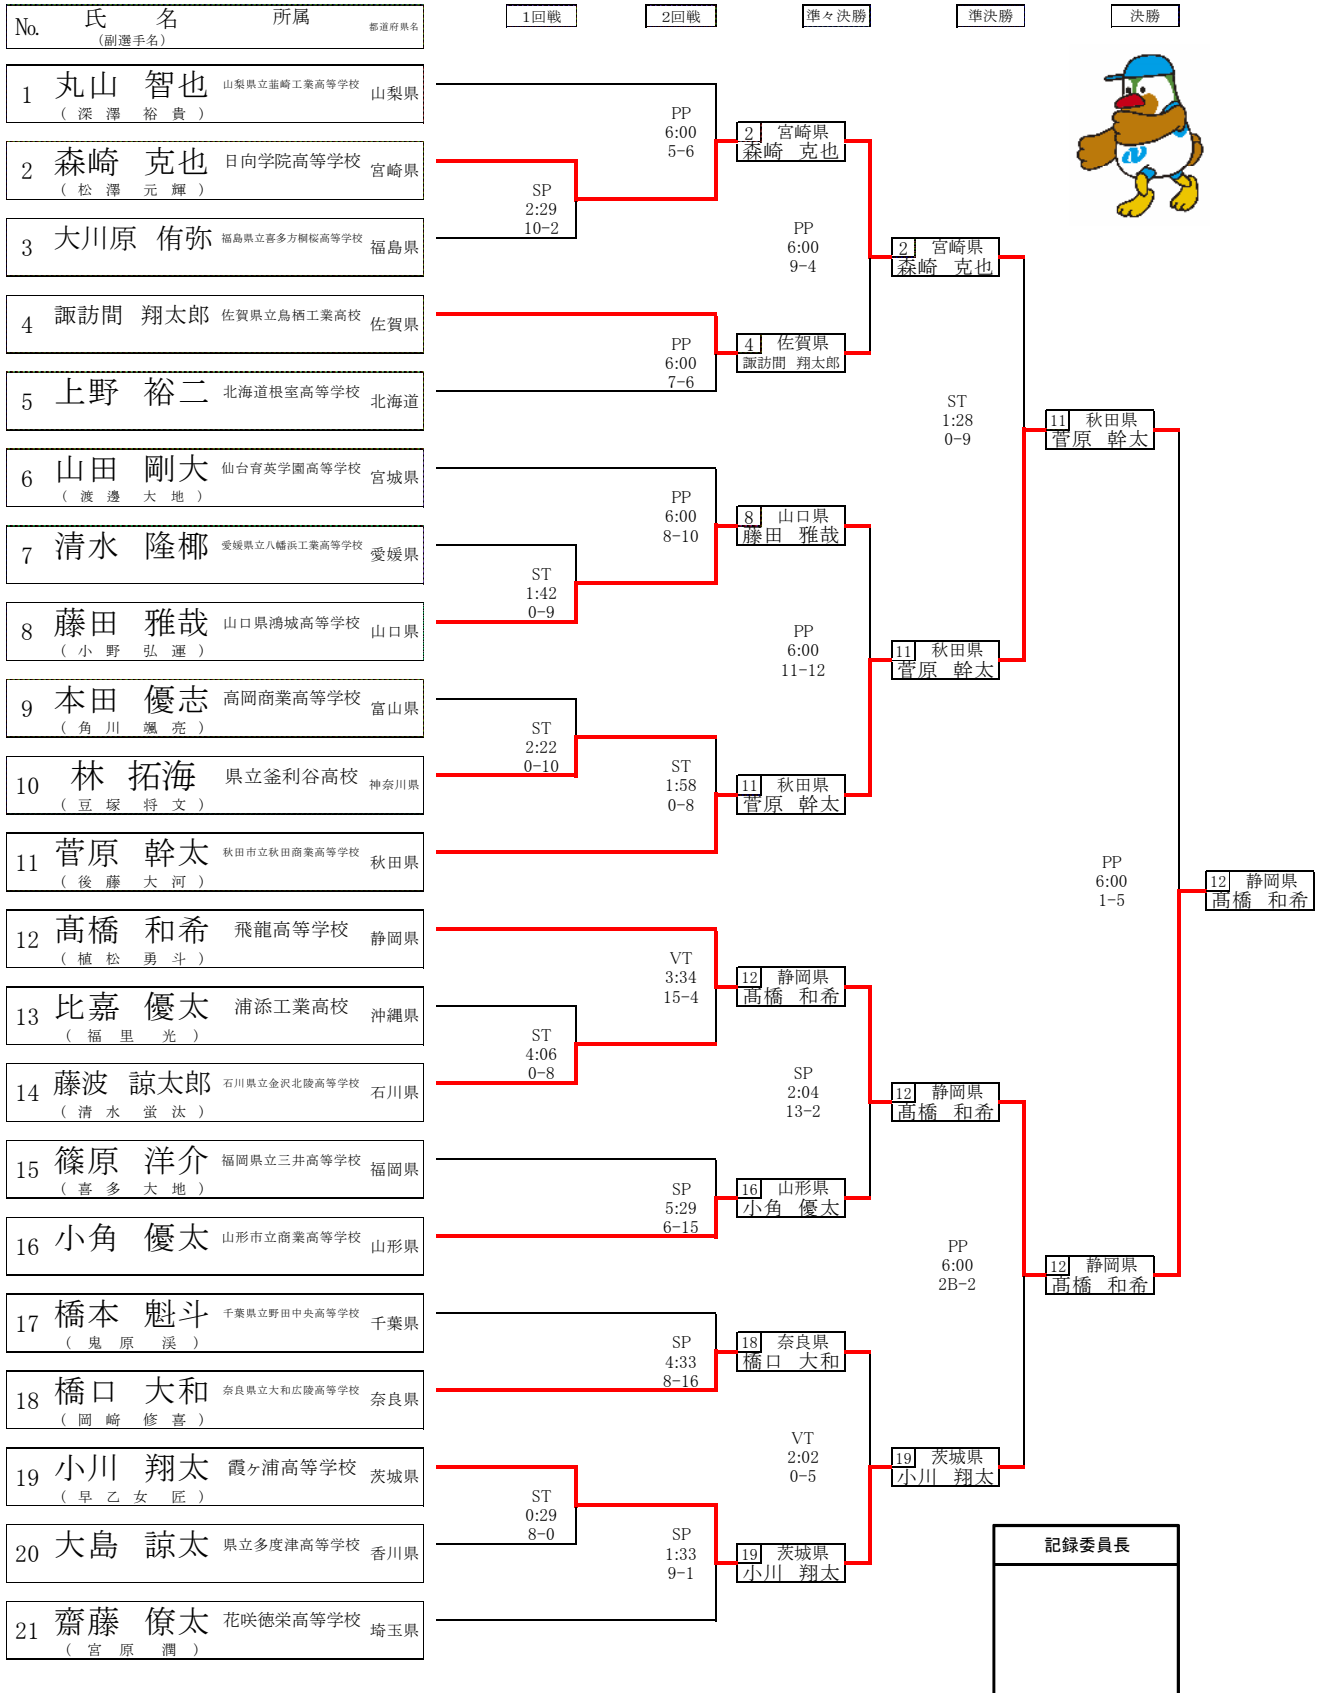 No. 氏 名 所属 都道府県名
(副選手名)
1回戦 2回戦 準々決勝 準決勝 決勝
1 丸山 智也 山梨県立韮崎工業高等学校 山梨県
( 深 澤 裕 貴 )
2 森崎 克也 日向学院高等学校 宮崎県
( 松 澤 元 輝 )
3 大川原 侑弥 福島県立喜多方桐桜高等学校 福島県
4 諏訪間 翔太郎 佐賀県立鳥栖工業高校 佐賀県
5 上野 裕二 北海道根室高等学校 北海道
6 山田 剛大 仙台育英学園高等学校 宮城県
( 渡 邊 大 地 )
7 清水 隆椰 愛媛県立八幡浜工業高等学校 愛媛県
8 藤田 雅哉 山口県鴻城高等学校 山口県
( 小 野 弘 運 )
9 本田 優志 高岡商業高等学校 富山県
( 角 川 颯 亮 )
10 林 拓海 県立釜利谷高校 神奈川県
( 豆 塚 将 文 )
11 菅原 幹太 秋田市立秋田商業高等学校 秋田県
( 後 藤 大 河 )
12 髙橋 和希 飛龍高等学校 静岡県
( 植 松 勇 斗 )
13 比嘉 優太 浦添工業高校 沖縄県
( 福 里 光 )
14 藤波 諒太郎 石川県立金沢北陵高等学校 石川県
( 清 水 蛍 汰 )
15 篠原 洋介 福岡県立三井高等学校 福岡県
( 喜 多 大 地 )
16 小角 優太 山形市立商業高等学校 山形県
17 橋本 魁斗 千葉県立野田中央高等学校 千葉県
( 鬼 原 渓 )
18 橋口 大和 奈良県立大和広陵高等学校 奈良県
( 岡 﨑 修 喜 )
19 小川 翔太 霞ヶ浦高等学校 茨城県
( 早 乙 女 匠 )
20 大島 諒太 県立多度津高等学校 香川県
21 齋藤 僚太 花咲徳栄高等学校 埼玉県
( 宮 原 潤 )
SP
2:29
10-2
ST
1:42
0-9
ST
2:22
0-10
ST
4:06
0-8
ST
0:29
8-0
PP
6:00
5-6
PP
6:00
7-6
PP
6:00
8-10
ST
1:58
0-8
VT
3:34
15-4
SP
5:29
6-15
SP
4:33
8-16
SP
1:33
9-1
2 宮崎県
森崎 克也
4 佐賀県
諏訪間 翔太郎
8 山口県
藤田 雅哉
11 秋田県
菅原 幹太
12 静岡県
髙橋 和希
16 山形県
小角 優太
18 奈良県
橋口 大和
19 茨城県
小川 翔太
PP
6:00
9-4
PP
6:00
11-12
SP
2:04
13-2
VT
2:02
0-5
2 宮崎県
森崎 克也
11 秋田県
菅原 幹太
12 静岡県
髙橋 和希
19 茨城県
小川 翔太
ST
1:28
0-9
PP
6:00
2B-2
11 秋田県
菅原 幹太
12 静岡県
髙橋 和希
PP
6:00
1-5
12 静岡県
髙橋 和希
記録委員長